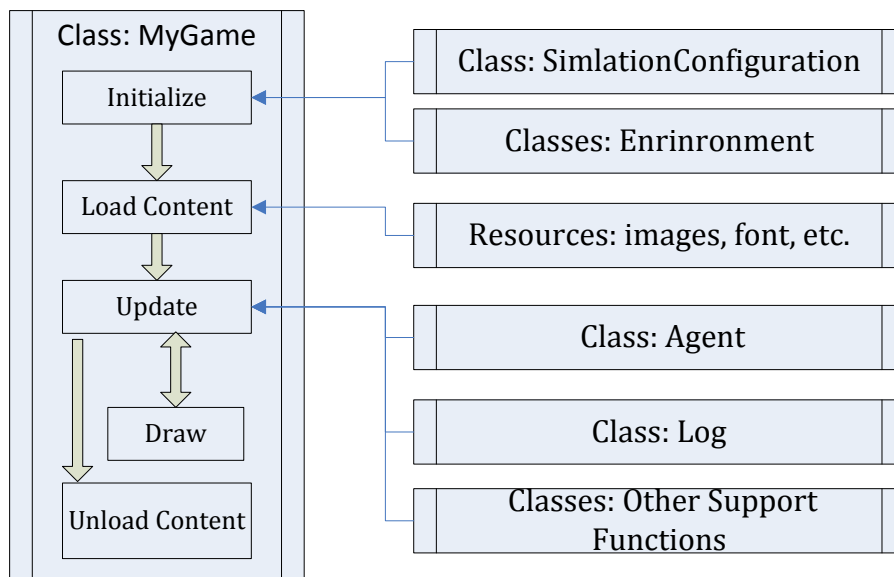 Class: MyGame
Initialize
Load Content
Update
Draw
Unload Content
Class: SimlationConfiguration
Classes: Enrinronment
Resources: images, font, etc.
Class: Agent
Class: Log
Classes: Other Support
Functions